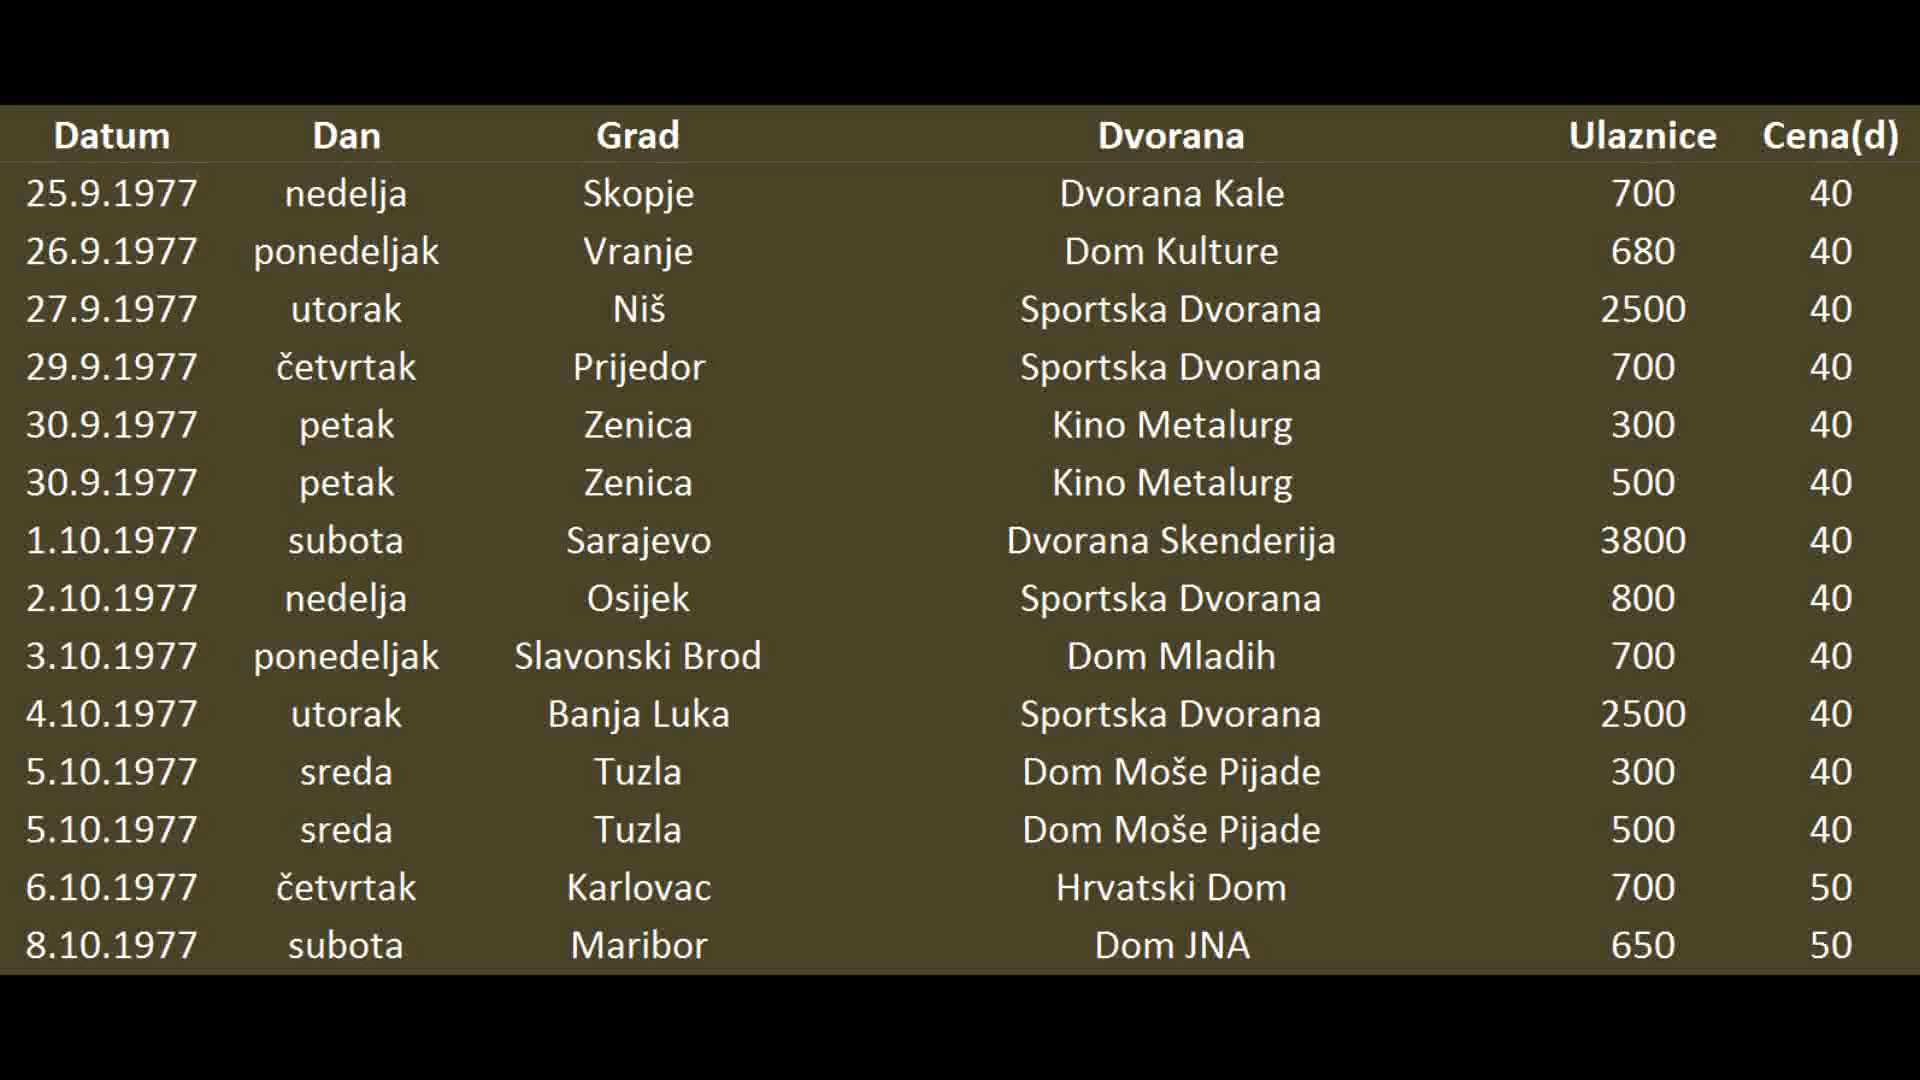 Datum Dan Grad Dvorana Ulaznice Cena(d)
25.9.1977 nedelja Skopje Dvorana Kale 700 40
26.9.1977 ponedeljak Vranje Dom Kulture 680 40
27.9.1977 utorak Niš Sportska Dvorana 2500 40
29.9.1977 četvrtak Prijedor Sportska Dvorana 700 40
30.9.1977 petak Zenica Kino Metalurg 300 40
30.9.1977 petak Zenica Kino Metalurg 500 40
1.10.1977 subota Sarajevo Dvorana Skenderija 3800 40
2.10.1977 nedelja Osijek Sportska Dvorana 800 40
3.10.1977 ponedeljak Slavonski Brod Dom Mladih 700 40
4.10.1977 utorak Banja Luka Sportska Dvorana 2500 40
5.10.1977 sreda Tuzla Dom Moše Pijade 300 40
5.10.1977 sreda Tuzla Dom Moše Pijade 500 40
6.10.1977 četvrtak Karlovac Hrvatski Dom 700 50
8.10.1977 subota Maribor Dom JNA 650 50